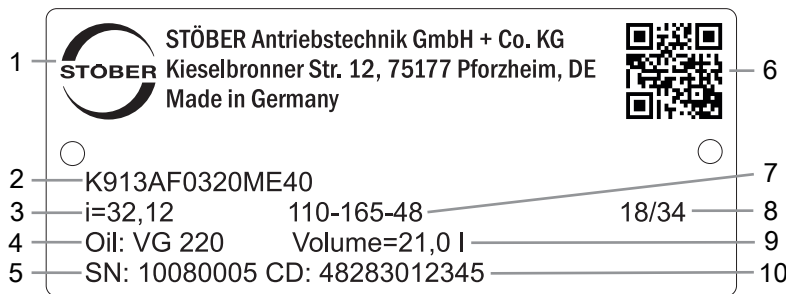 STÖBER
STÖBER Antriebstechnik GmbH + Co. KG
Kieselbronner Str. 12, 75177 Pforzheim, DE
Made in Germany
1
6
2 K913AF0320ME40 7
3 i=32,12 110-165-48 18/34 8
4 Oil: VG 220 Volume=21,0 l 9
5 SN: 10080005 CD: 48283012345 10